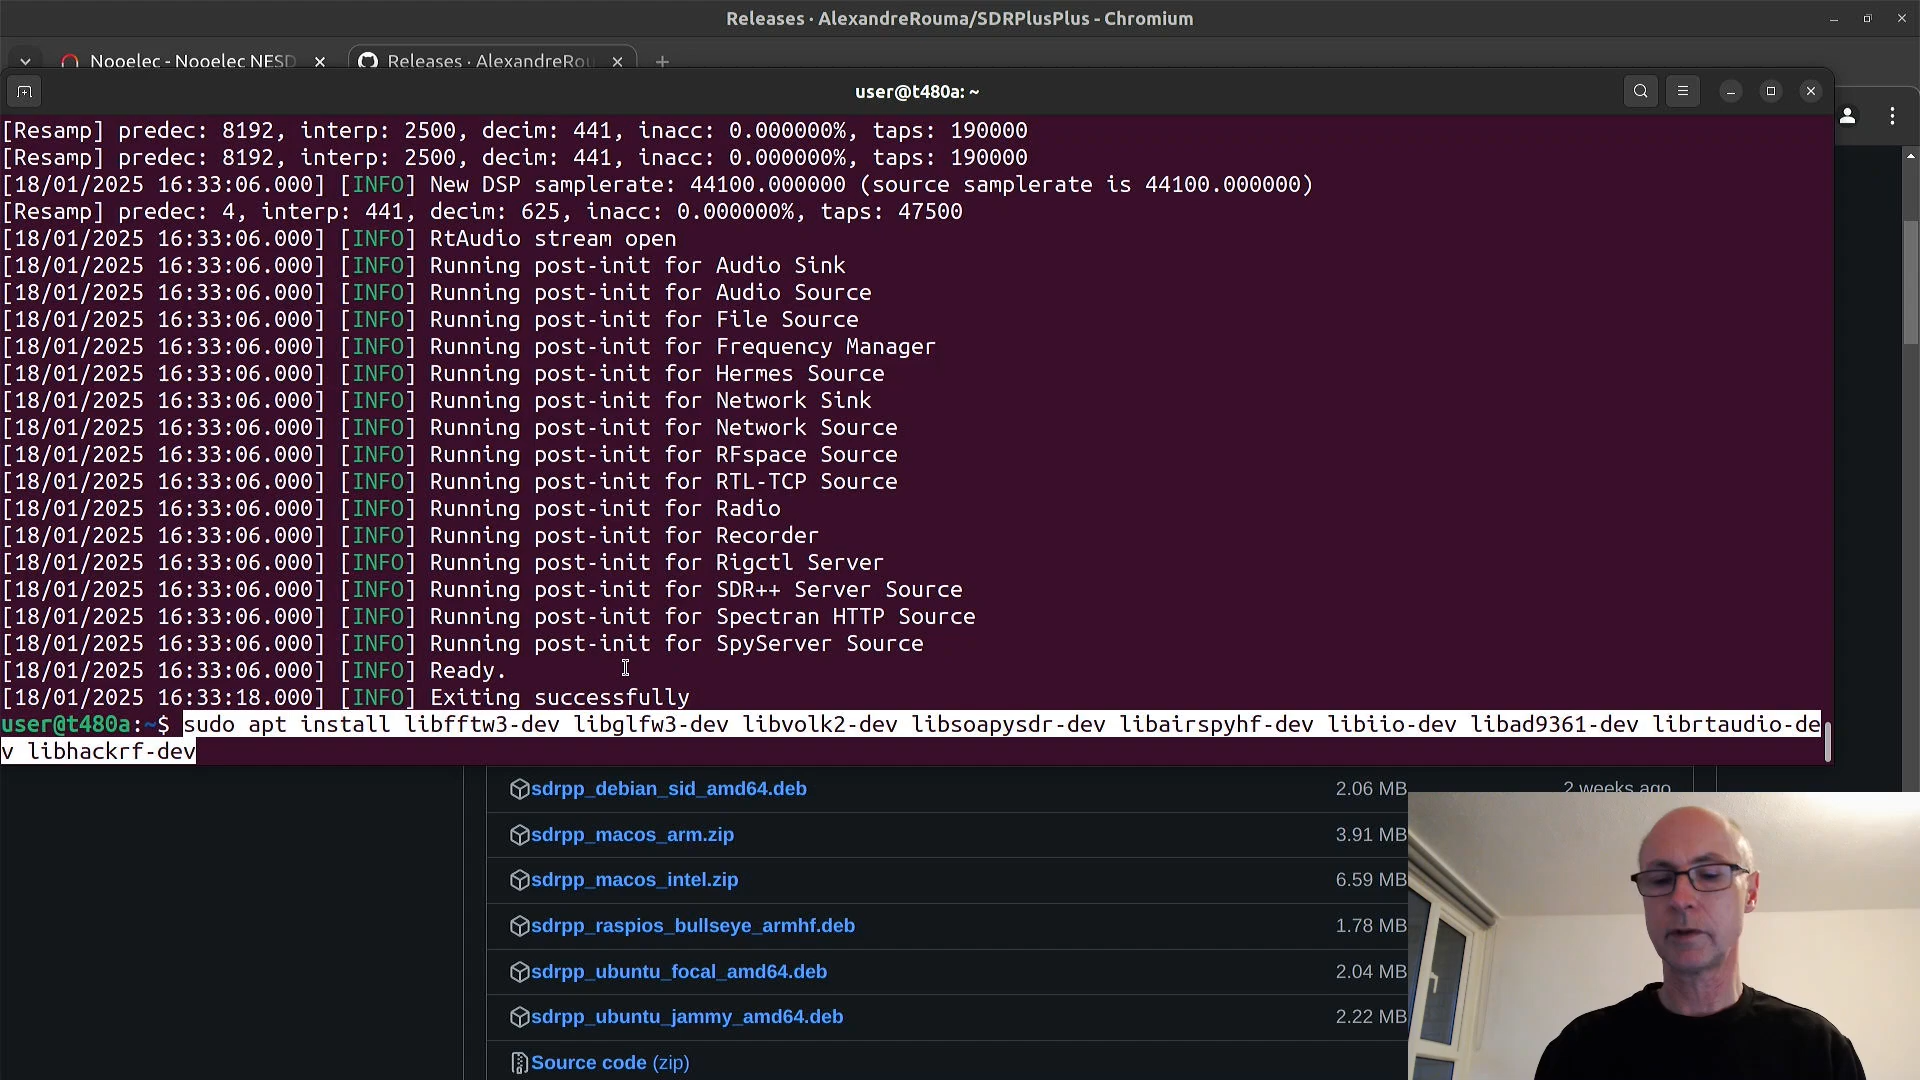 Releases · AlexandreRouma/SDRPlusPlus - Chromium
Nooelec - Nooelec NESD
Releases · AlexandreRou
user@t480a: ~
[Resamp] predec: 8192, interp: 2500, decim: 441, inacc: 0.000000%, taps: 190000
[Resamp] predec: 8192, interp: 2500, decim: 441, inacc: 0.000000%, taps: 190000
[18/01/2025 16:33:06.000] [INFO] New DSP samplerate: 44100.000000 (source samplerate is 44100.000000)
[Resamp] predec: 4, interp: 441, decim: 625, inacc: 0.000000%, taps: 47500
[18/01/2025 16:33:06.000] [INFO] RtAudio stream open
[18/01/2025 16:33:06.000] [INFO] Running post-init for Audio Sink
[18/01/2025 16:33:06.000] [INFO] Running post-init for Audio Source
[18/01/2025 16:33:06.000] [INFO] Running post-init for File Source
[18/01/2025 16:33:06.000] [INFO] Running post-init for Frequency Manager
[18/01/2025 16:33:06.000] [INFO] Running post-init for Hermes Source
[18/01/2025 16:33:06.000] [INFO] Running post-init for Network Sink
[18/01/2025 16:33:06.000] [INFO] Running post-init for Network Source
[18/01/2025 16:33:06.000] [INFO] Running post-init for RFspace Source
[18/01/2025 16:33:06.000] [INFO] Running post-init for RTL-TCP Source
[18/01/2025 16:33:06.000] [INFO] Running post-init for Radio
[18/01/2025 16:33:06.000] [INFO] Running post-init for Recorder
[18/01/2025 16:33:06.000] [INFO] Running post-init for Rigctl Server
[18/01/2025 16:33:06.000] [INFO] Running post-init for SDR++ Server Source
[18/01/2025 16:33:06.000] [INFO] Running post-init for Spectran HTTP Source
[18/01/2025 16:33:06.000] [INFO] Running post-init for SpyServer Source
[18/01/2025 16:33:06.000] [INFO] Ready.
[18/01/2025 16:33:18.000] [INFO] Exiting successfully
user@t480a:~$ sudo apt install libfftw3-dev libglfw3-dev libvolk2-dev libsoapysdr-dev libairspyhf-dev libiio-dev libad9361-dev librtaudio-de
v libhackrf-dev
sdrpp_debian_sid_amd64.deb 2.06 MB 2 weeks ago
sdrpp_macos_arm.zip 3.91 MB
sdrpp_macos_intel.zip 6.59 MB
sdrpp_raspios_bullseye_armhf.deb 1.78 MB
sdrpp_ubuntu_focal_amd64.deb 2.04 MB
sdrpp_ubuntu_jammy_amd64.deb 2.22 MB
Source code (zip)